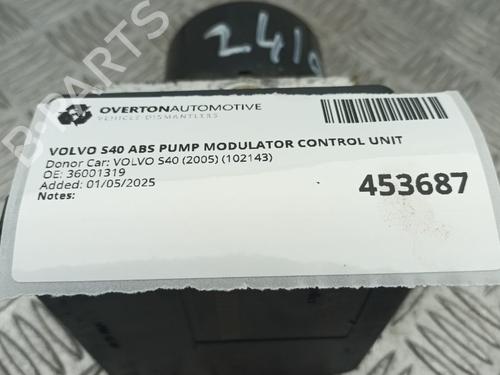 241
B-PARTS
OVERTONAUTOMOTIVE
VEHICLE DISMANTLERS
VOLVO S40 ABS PUMP MODULATOR CONTROL UNIT
Donor Car: VOLVO S40 (2005) (102143)
OE: 36001319
Added: 01/05/2025
Notes:
453687